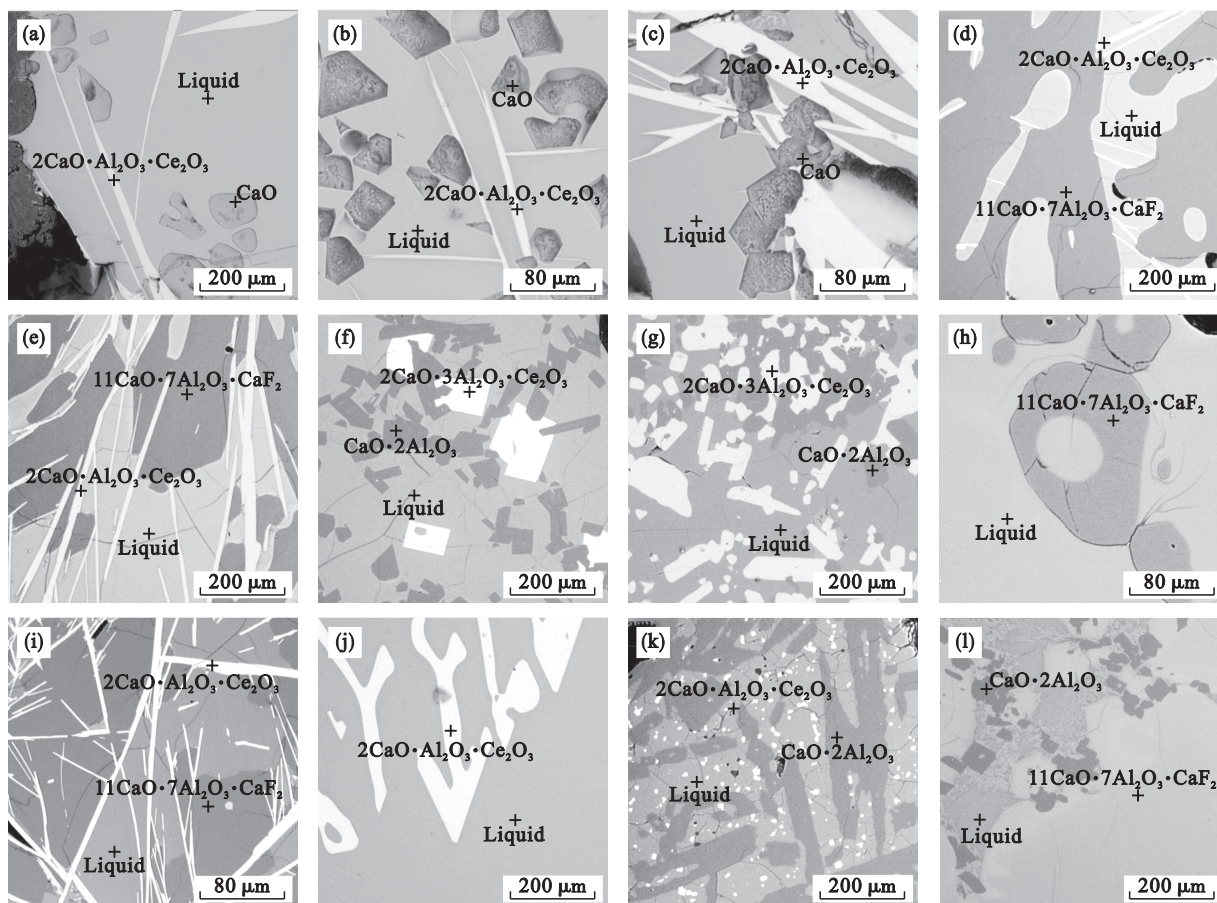 (a)
Liquid
2CaO·Al₂O₃·Ce₂O₃
CaO
200 μm
(b)
CaO
2CaO·Al₂O₃·Ce₂O₃
Liquid
80 μm
(c)
2CaO·Al₂O₃·Ce₂O₃
CaO
Liquid
80 μm
(d)
2CaO·Al₂O₃·Ce₂O₃
Liquid
11CaO·7Al₂O₃·CaF₂
200 μm
(e)
11CaO·7Al₂O₃·CaF₂
2CaO·Al₂O₃·Ce₂O₃
Liquid
200 μm
(f)
2CaO·3Al₂O₃·Ce₂O₃
CaO·2Al₂O₃
Liquid
200 μm
(g)
2CaO·3Al₂O₃·Ce₂O₃
CaO·2Al₂O₃
Liquid
200 μm
(h)
11CaO·7Al₂O₃·CaF₂
Liquid
80 μm
(i)
2CaO·Al₂O₃·Ce₂O₃
11CaO·7Al₂O₃·CaF₂
Liquid
80 μm
(j)
2CaO·Al₂O₃·Ce₂O₃
Liquid
200 μm
(k)
2CaO·Al₂O₃·Ce₂O₃
CaO·2Al₂O₃
Liquid
200 μm
(l)
CaO·2Al₂O₃
11CaO·7Al₂O₃·CaF₂
Liquid
200 μm